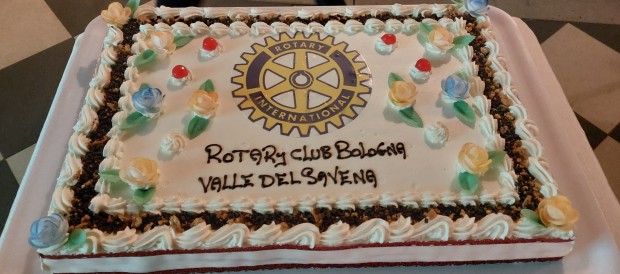 ROTARY
INTERNATIONAL
ROTARY CLUB BOLOGNA
VALLE DEL SAVENA